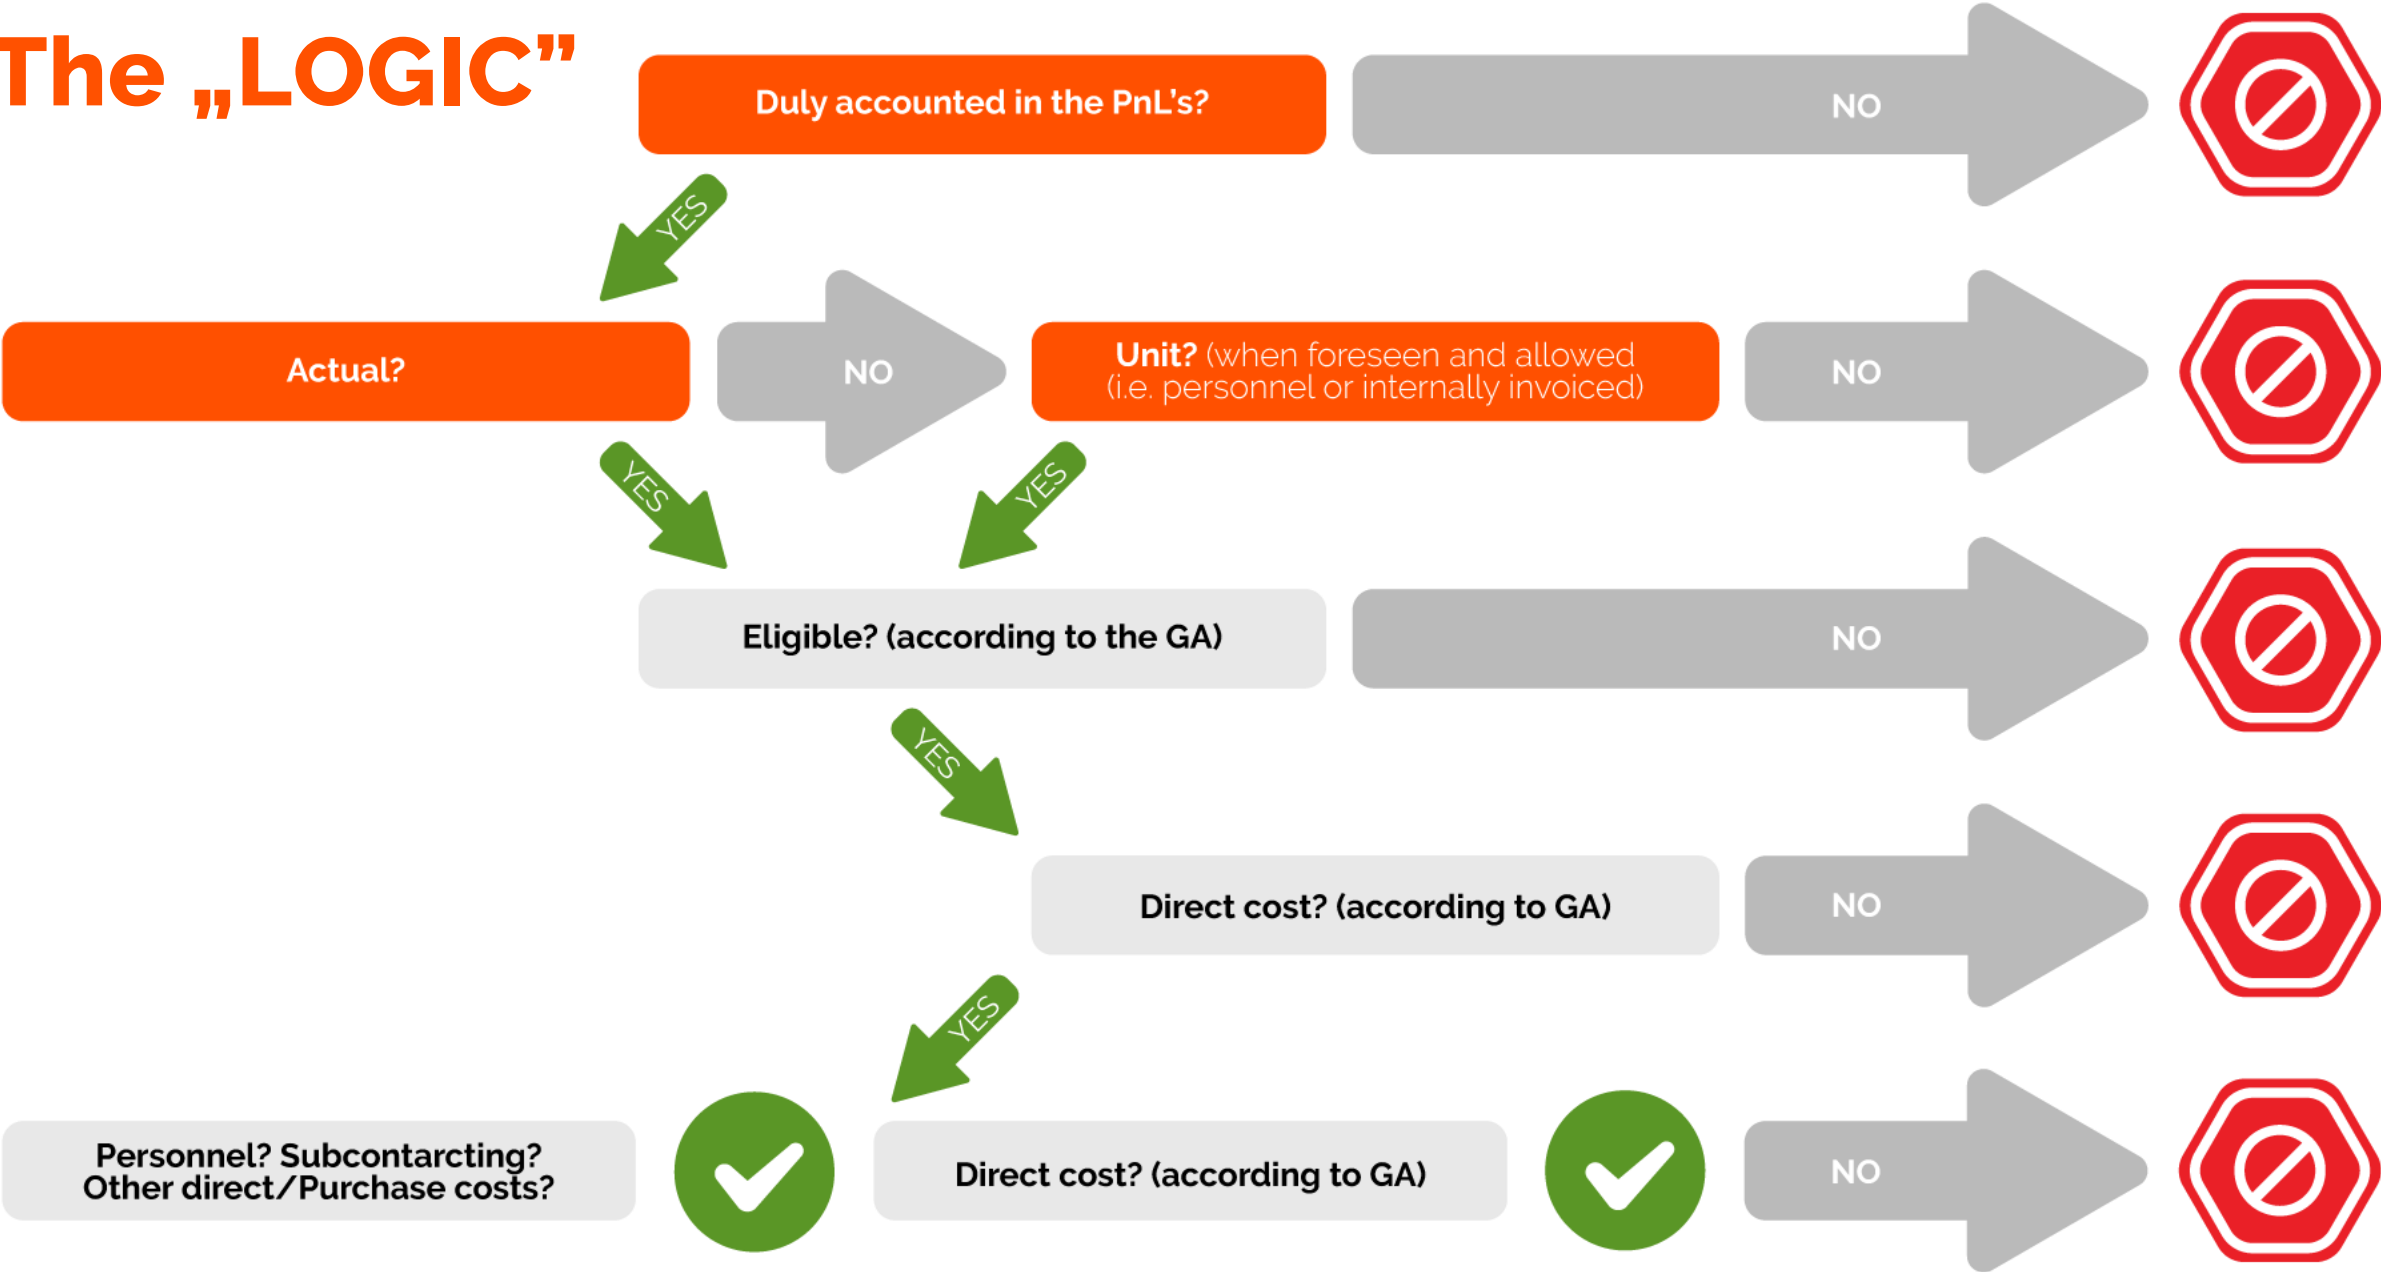 The „LOGIC”
Duly accounted in the PnL's?
NO
YES
Actual?
NO
Unit? (when foreseen and allowed
(i.e. personnel or internally invoiced)
NO
YES
YES
Eligible? (according to the GA)
NO
YES
Direct cost? (according to GA)
NO
YES
Personnel? Subcontarcting?
Other direct/Purchase costs?
Direct cost? (according to GA)
NO